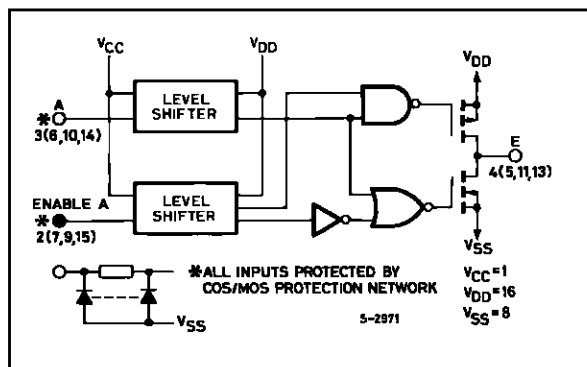 VCC
VDD
VDD
LEVEL
SHIFTER
A
*
3(6,10,14)
E
4(5,11,13)
ENABLE A
*
2(7,9,15)
LEVEL
SHIFTER
VSS
*ALL INPUTS PROTECTED BY
COS/MOS PROTECTION NETWORK
VSS
S-2971
VCC=1
VDD=16
VSS=8